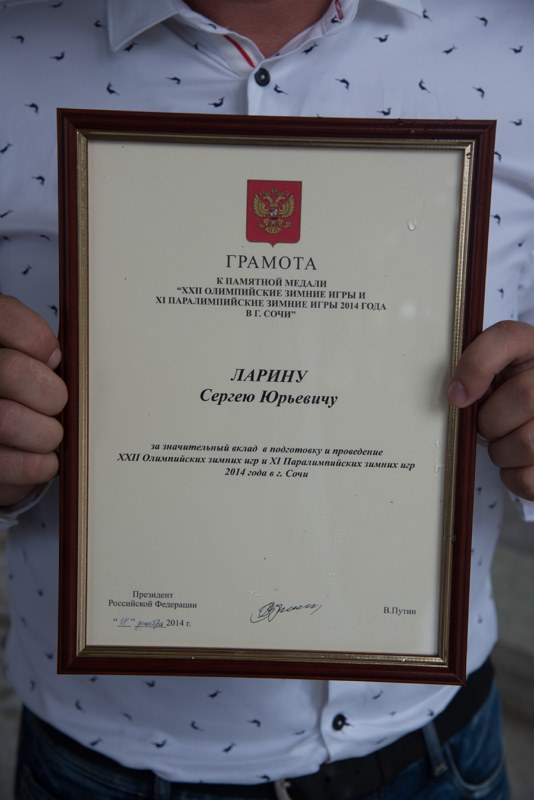 ГРАМОТА
К ПАМЯТНОЙ МЕДАЛИ
"XXII ОЛИМПИЙСКИЕ ЗИМНИЕ ИГРЫ И
XI ПАРАЛИМПИЙСКИЕ ЗИМНИЕ ИГРЫ 2014 ГОДА
В Г. СОЧИ"
ЛАРИНУ
Сергею Юрьевичу
за значительный вклад в подготовку и проведение
XXII Олимпийских зимних игр и XI Паралимпийских зимних игр
2014 года в г. Сочи
Президент
Российской Федерации
В.Путин
2014 г.